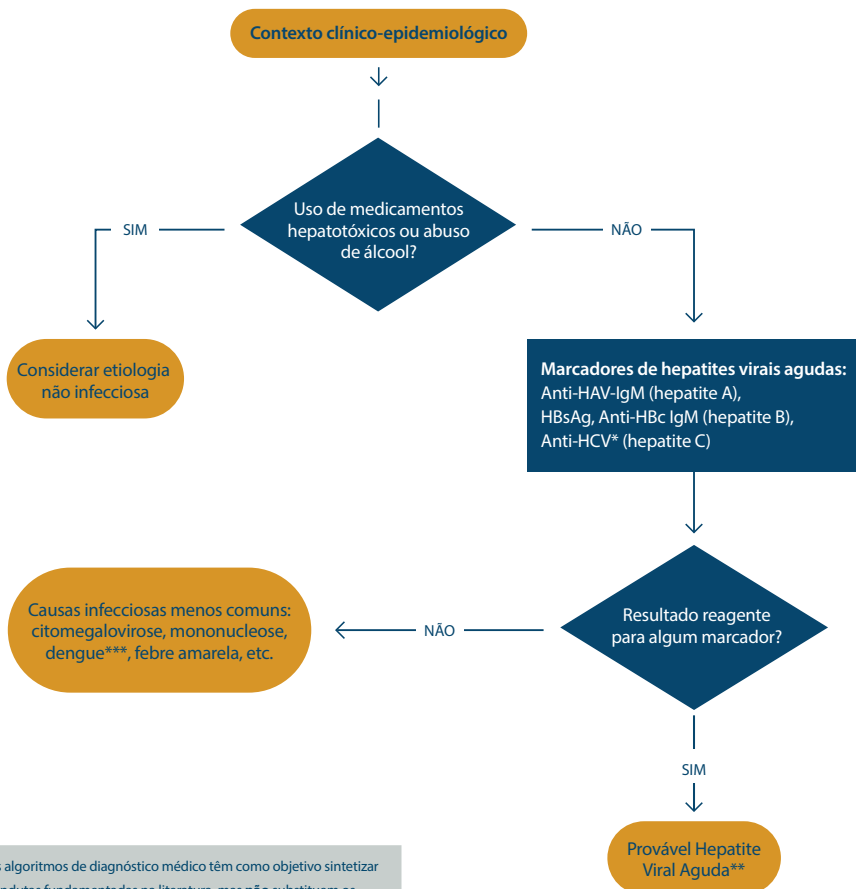 Contexto clínico-epidemiológico
Uso de medicamentos
hepatotóxicos ou abuso
de álcool?
SIM
NÃO
Considerar etiologia
não infecciosa
Marcadores de hepatites virais agudas:
Anti-HAV-IgM (hepatite A),
HBsAg, Anti-HBc IgM (hepatite B),
Anti-HCV* (hepatite C)
Resultado reagente
para algum marcador?
NÃO
Causas infecciosas menos comuns:
citomegalovirose, mononucleose,
dengue***, febre amarela, etc.
SIM
Provável Hepatite
Viral Aguda**
algoritmos de diagnóstico médico têm como objetivo sintetizar